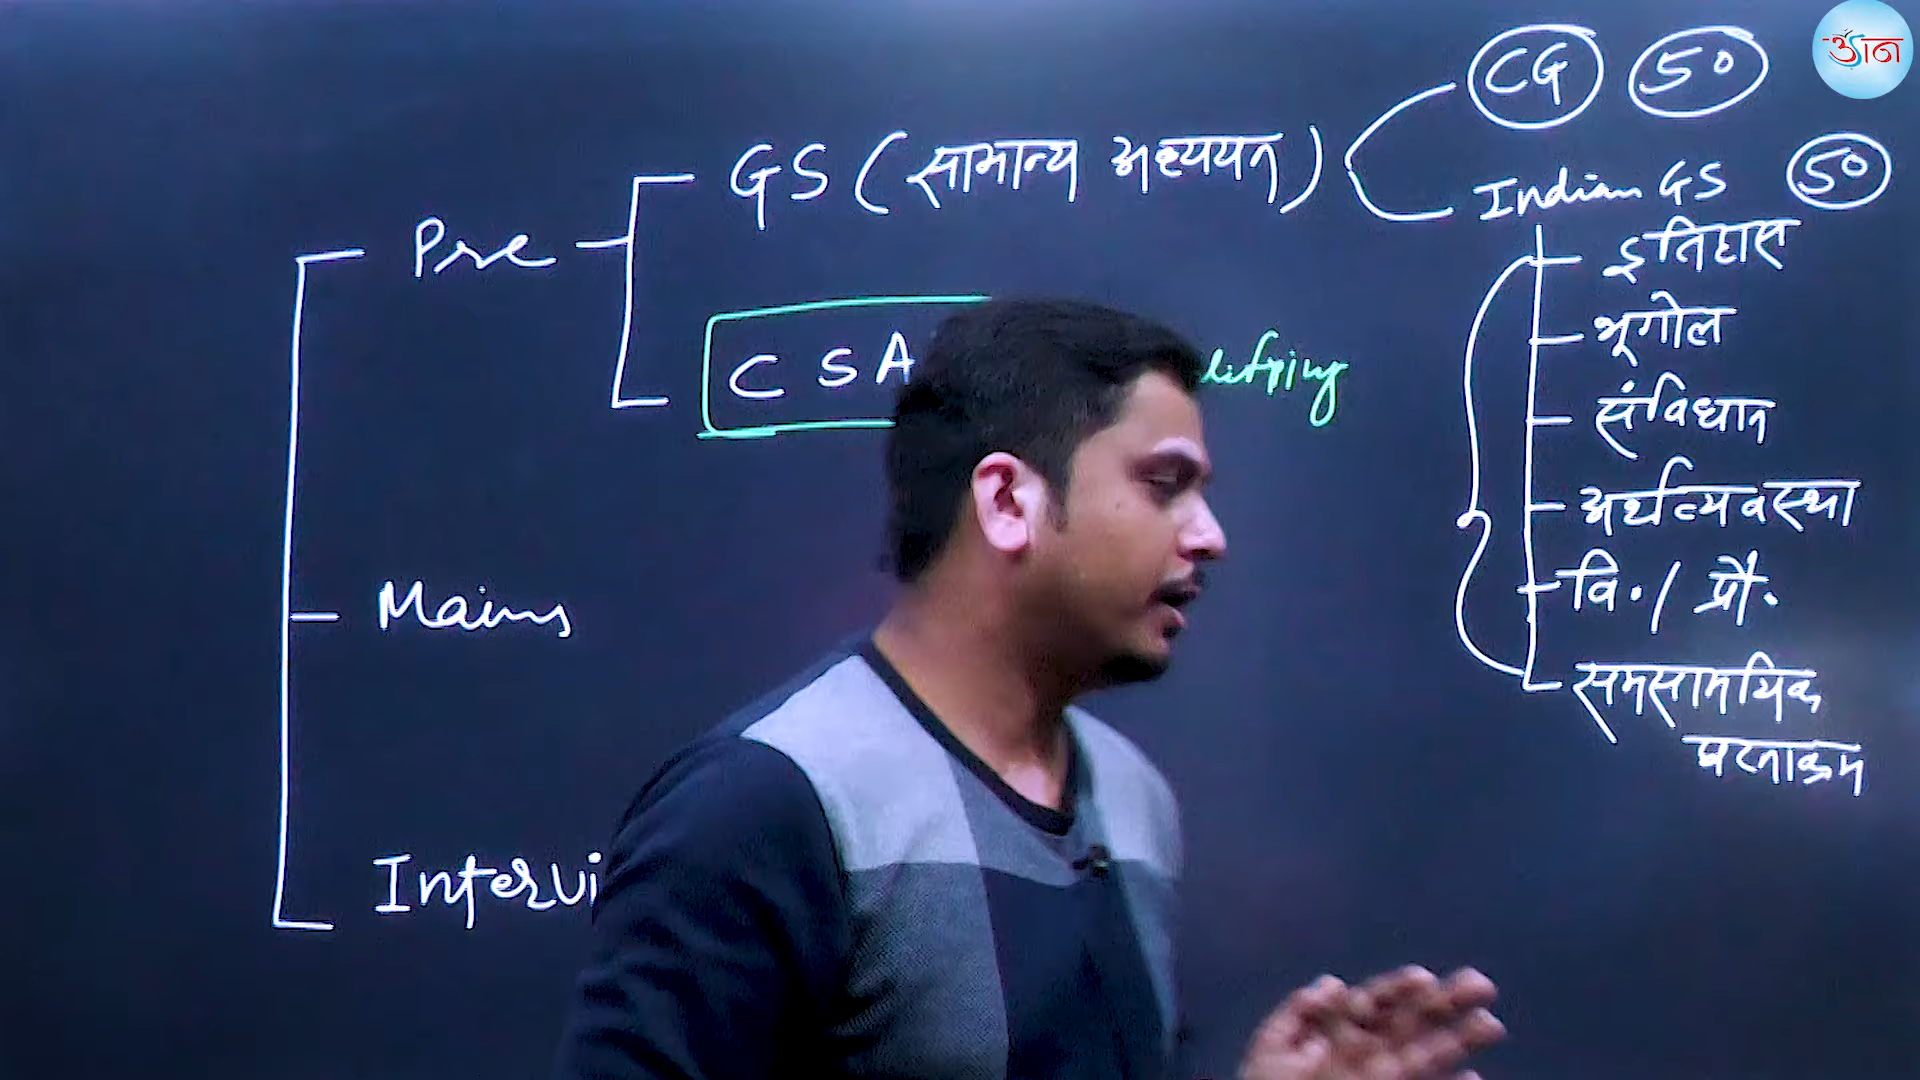 CG 50
GS (सामान्य अध्ययन)
Indian GS 50
Pre
इतिहास
भूगोल
CSA
संविधान
अर्थव्यवस्था
वि. / प्रौ.
Mains
समसामयिक
घटनाक्रम
Intervi